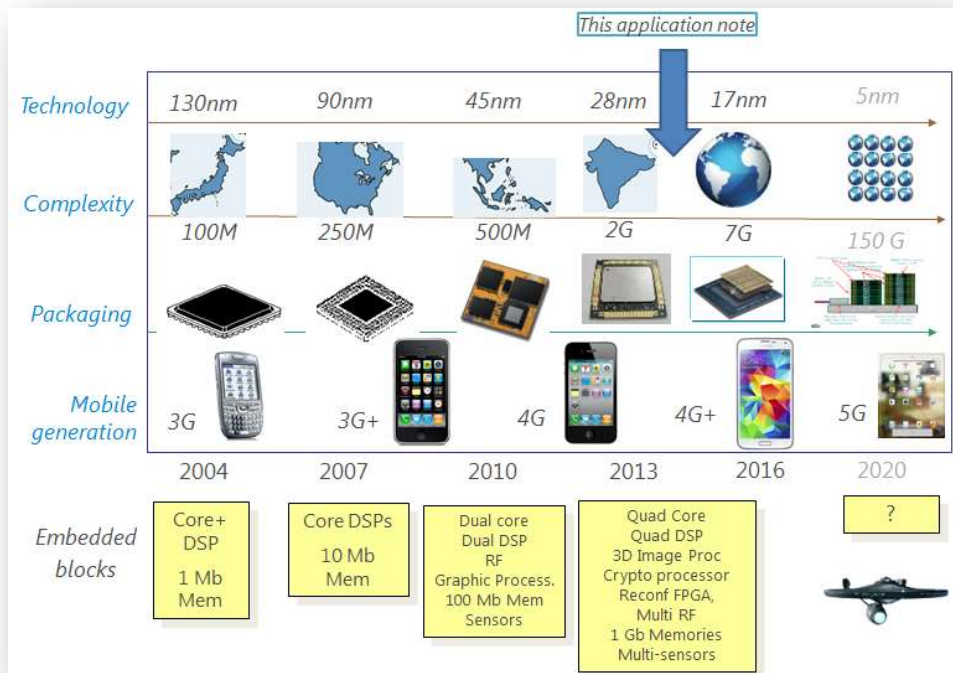 This application note
Technology 130nm 90nm 45nm 28nm 17nm 5nm
Complexity
100M 250M 500M 2G 7G 150 G
Packaging
Mobile
generation
3G 3G+ 4G 4G+ 5G
2004 2007 2010 2013 2016 2020
Embedded
blocks
Core+
DSP
1 Mb
Mem
Core DSPs
10 Mb
Mem
Dual core
Dual DSP
RF
Graphic Process.
100 Mb Mem
Sensors
Quad Core
Quad DSP
3D Image Proc
Crypto processor
Reconf FPGA,
Multi RF
1 Gb Memories
Multi-sensors
?